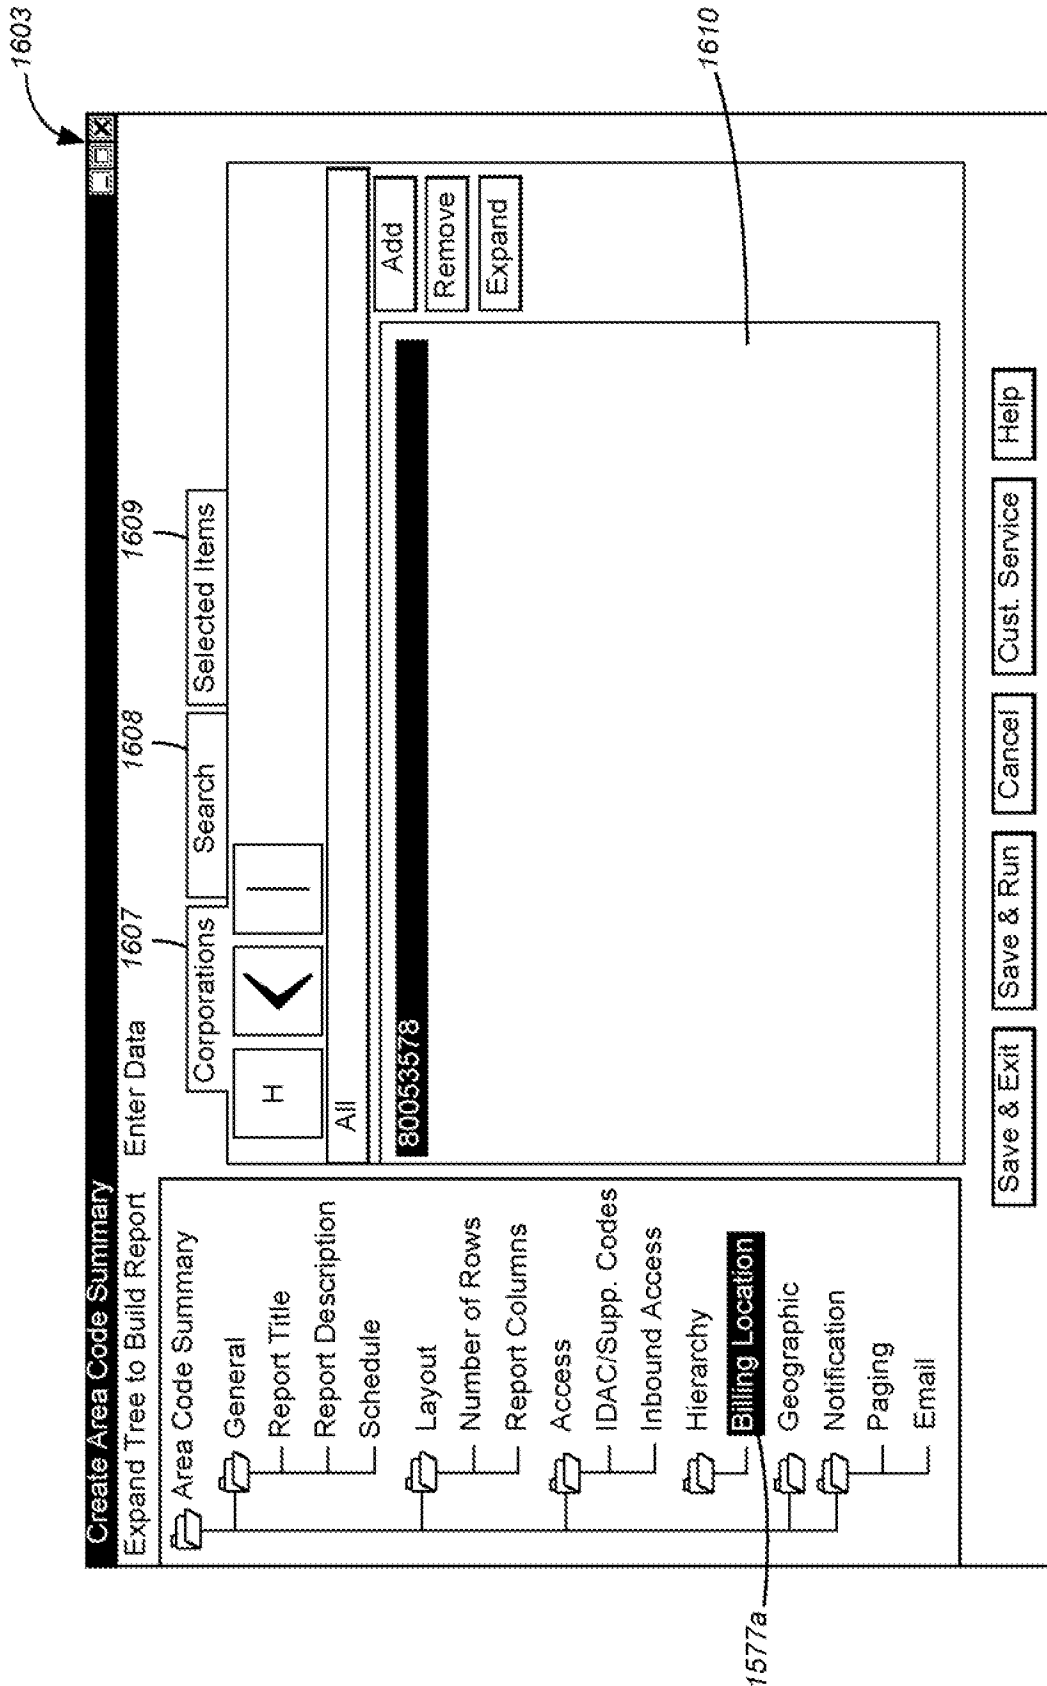 1603
Create Area Code Summary
Expand Tree to Build Report
Enter Data
1607
1608
1609
Area Code Summary
General
Report Title
Report Description
Schedule
Layout
Number of Rows
Report Columns
Access
IDAC/Supp. Codes
Inbound Access
Hierarchy
Billing Location
Geographic
Notification
Paging
Email
1577a
Corporations
Search
Selected Items
H
All
80053578
Add
Remove
Expand
1610
Save & Exit
Save & Run
Cancel
Cust. Service
Help